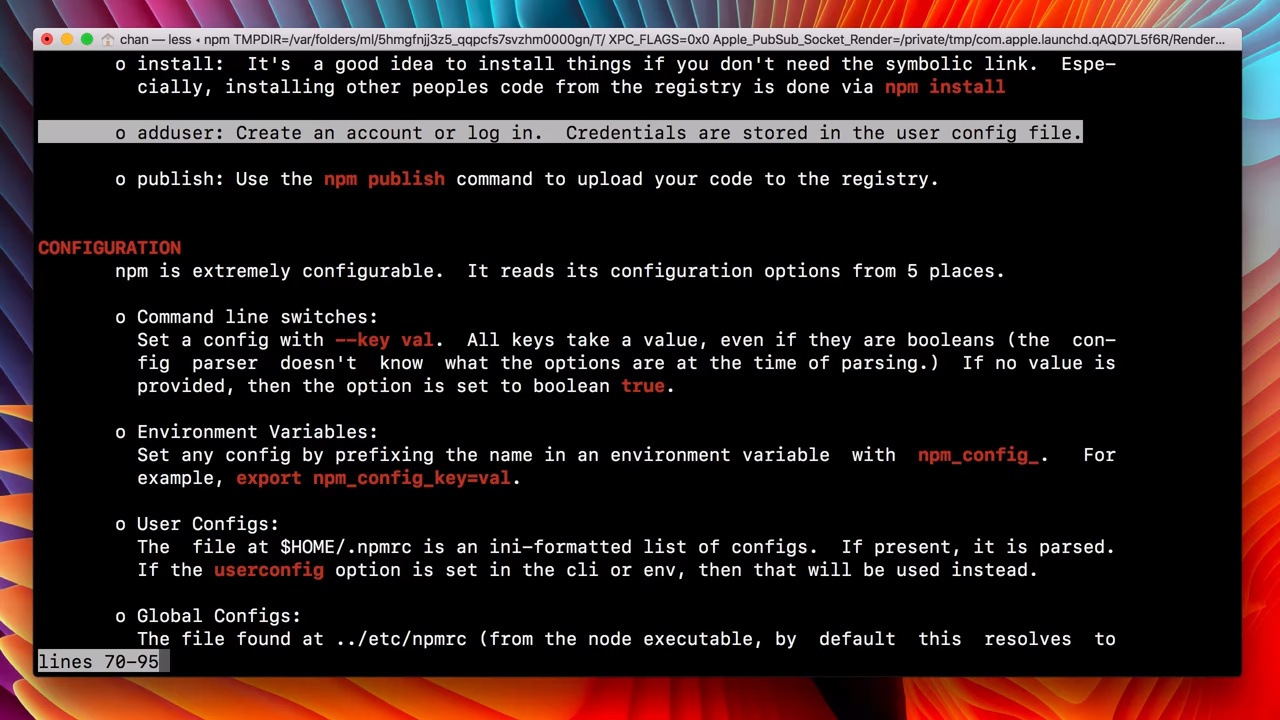 chan — less ◂ npm TMPDIR=/var/folders/ml/5hmgfnjj3z5_qqpcfs7svzhm0000gn/T/ XPC_FLAGS=0x0 Apple_PubSub_Socket_Render=/private/tmp/com.apple.launchd.qAQD7L5f6R/Render...
o install:  It's  a good idea to install things if you don't need the symbolic link.  Espe-
cially, installing other peoples code from the registry is done via npm install
o adduser: Create an account or log in.  Credentials are stored in the user config file.
o publish: Use the npm publish command to upload your code to the registry.
CONFIGURATION
npm is extremely configurable.  It reads its configuration options from 5 places.
o Command line switches:
Set a config with --key val.  All keys take a value, even if they are booleans (the  con-
fig  parser  doesn't  know  what the options are at the time of parsing.)  If no value is
provided, then the option is set to boolean true.
o Environment Variables:
Set any config by prefixing the name in an environment variable  with  npm_config_.   For
example, export npm_config_key=val.
o User Configs:
The  file at $HOME/.npmrc is an ini-formatted list of configs.  If present, it is parsed.
If the userconfig option is set in the cli or env, then that will be used instead.
o Global Configs:
The file found at ../etc/npmrc (from the node executable, by  default  this  resolves  to
lines 70-95